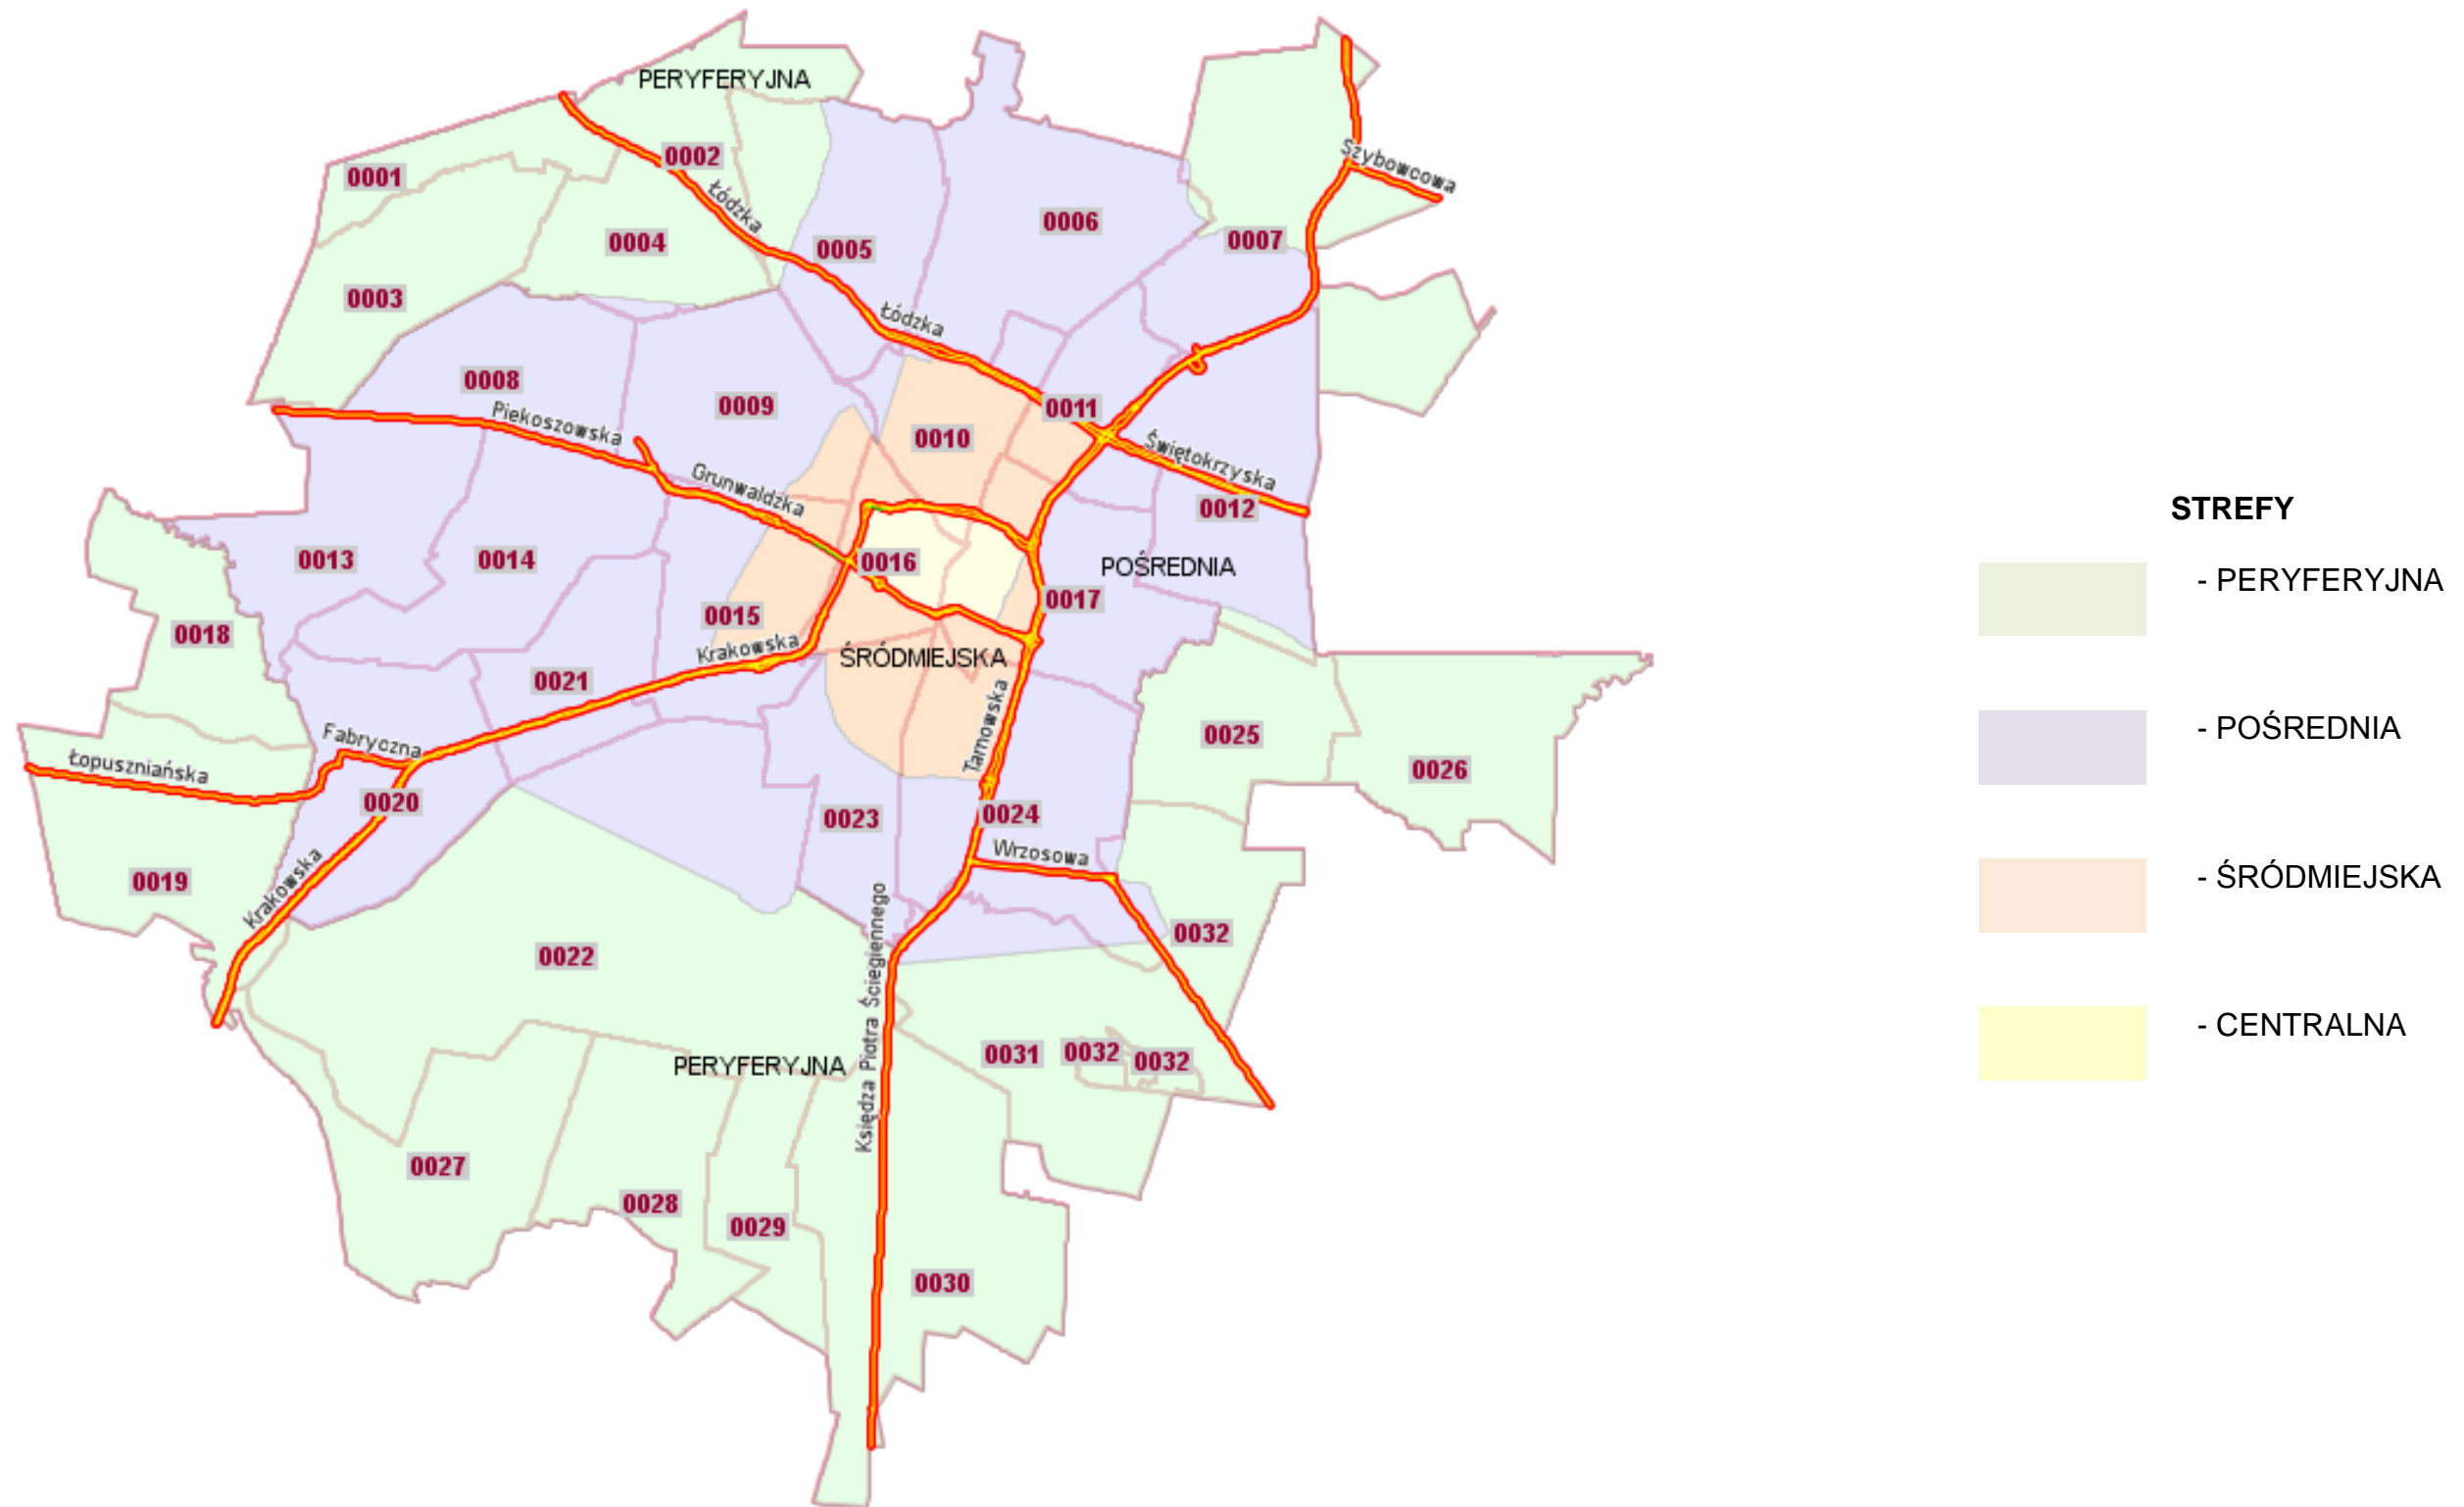 PERYFERYJNA
0002
0001
Szybowcowa
Łódzka
0006
0007
0004
0005
0003
Łódzka
0008
0009
0011
Piekoszowska
0010
Świętokrzyska
Grunwaldzka
0012
0013
0014
0016
POŚREDNIA
0017
0015
0018
Krakowska
ŚRÓDMIEJSKA
0021
Tarnowska
0025
Fabryczna
Łopuszniańska
0026
0020
0023
0024
Wrzosowa
0019
Krakowska
0032
0022
Księdza Piotra Ściegiennego
0031
0032
0032
PERYFERYJNA
0027
0028
0029
0030
STREFY
- PERYFERYJNA
- POŚREDNIA
- ŚRÓDMIEJSKA
- CENTRALNA